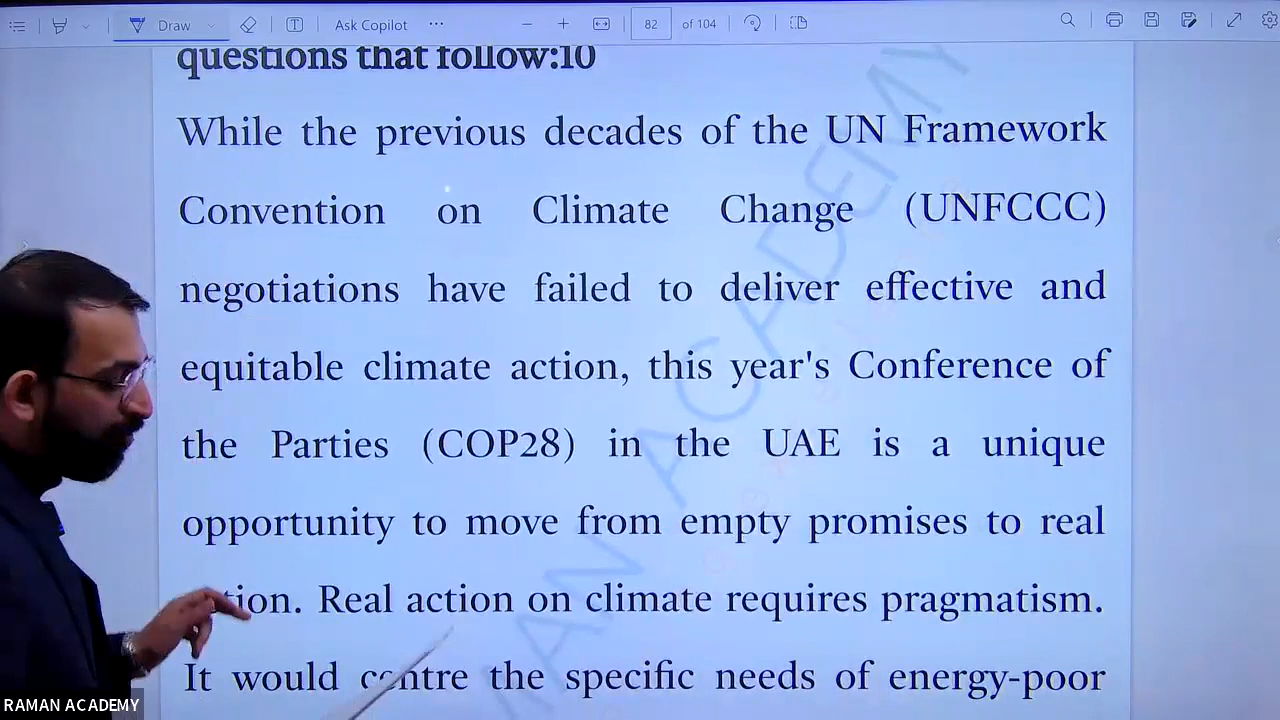 Draw
Ask Copilot
82 of 104
questions that follow:10
While the previous decades of the UN Framework
Convention on Climate Change (UNFCCC)
negotiations have failed to deliver effective and
equitable climate action, this year's Conference of
the Parties (COP28) in the UAE is a unique
opportunity to move from empty promises to real
tion. Real action on climate requires pragmatism.
It would centre the specific needs of energy-poor
RAMAN ACADEMY
MAN ACADEMY